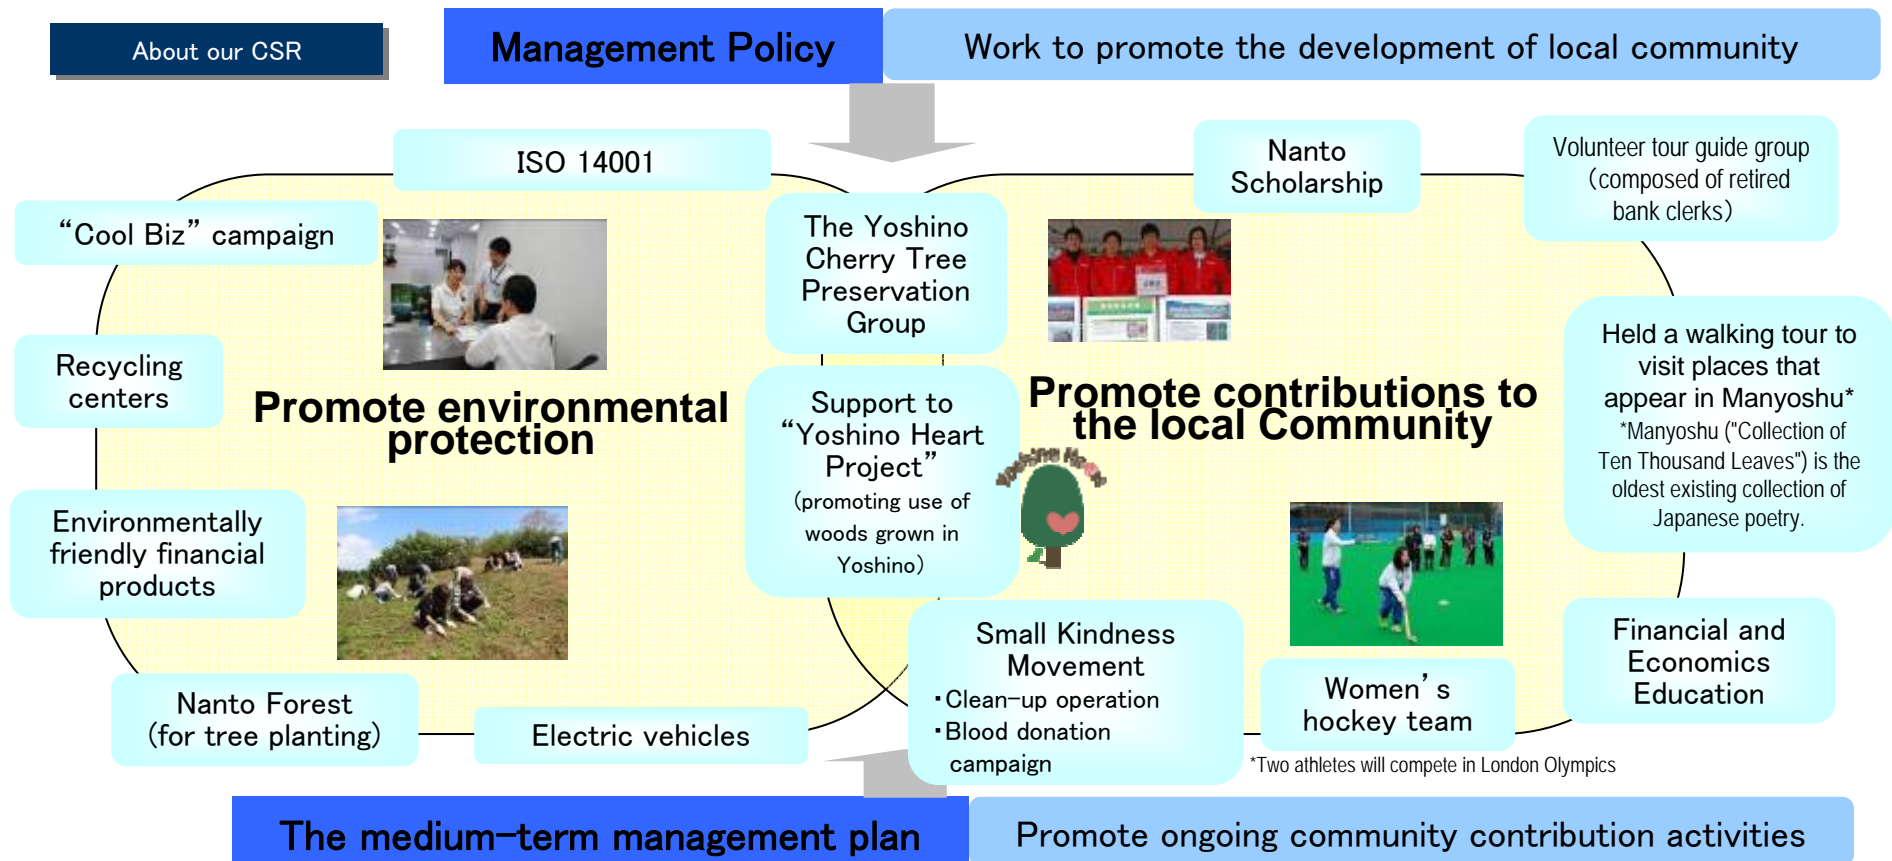 About our CSR
Management Policy
Work to promote the development of local community
ISO 14001
“Cool Biz” campaign
Recycling
centers
Environmentally
friendly financial
products
Nanto Forest
(for tree planting)
Electric vehicles
Promote environmental
protection
The Yoshino
Cherry Tree
Preservation
Group
Support to
“Yoshino Heart
Project”
(promoting use of
woods grown in
Yoshino)
Yoshino Heart
Small Kindness
Movement
・Clean-up operation
・Blood donation
campaign
Promote contributions to
the local Community
Nanto
Scholarship
Volunteer tour guide group
(composed of retired
bank clerks)
Held a walking tour to
visit places that
appear in Manyoshu*
*Manyoshu ("Collection of
Ten Thousand Leaves") is the
oldest existing collection of
Japanese poetry.
Financial and
Economics
Education
Women’s
hockey team
*Two athletes will compete in London Olympics
The medium-term management plan
Promote ongoing community contribution activities